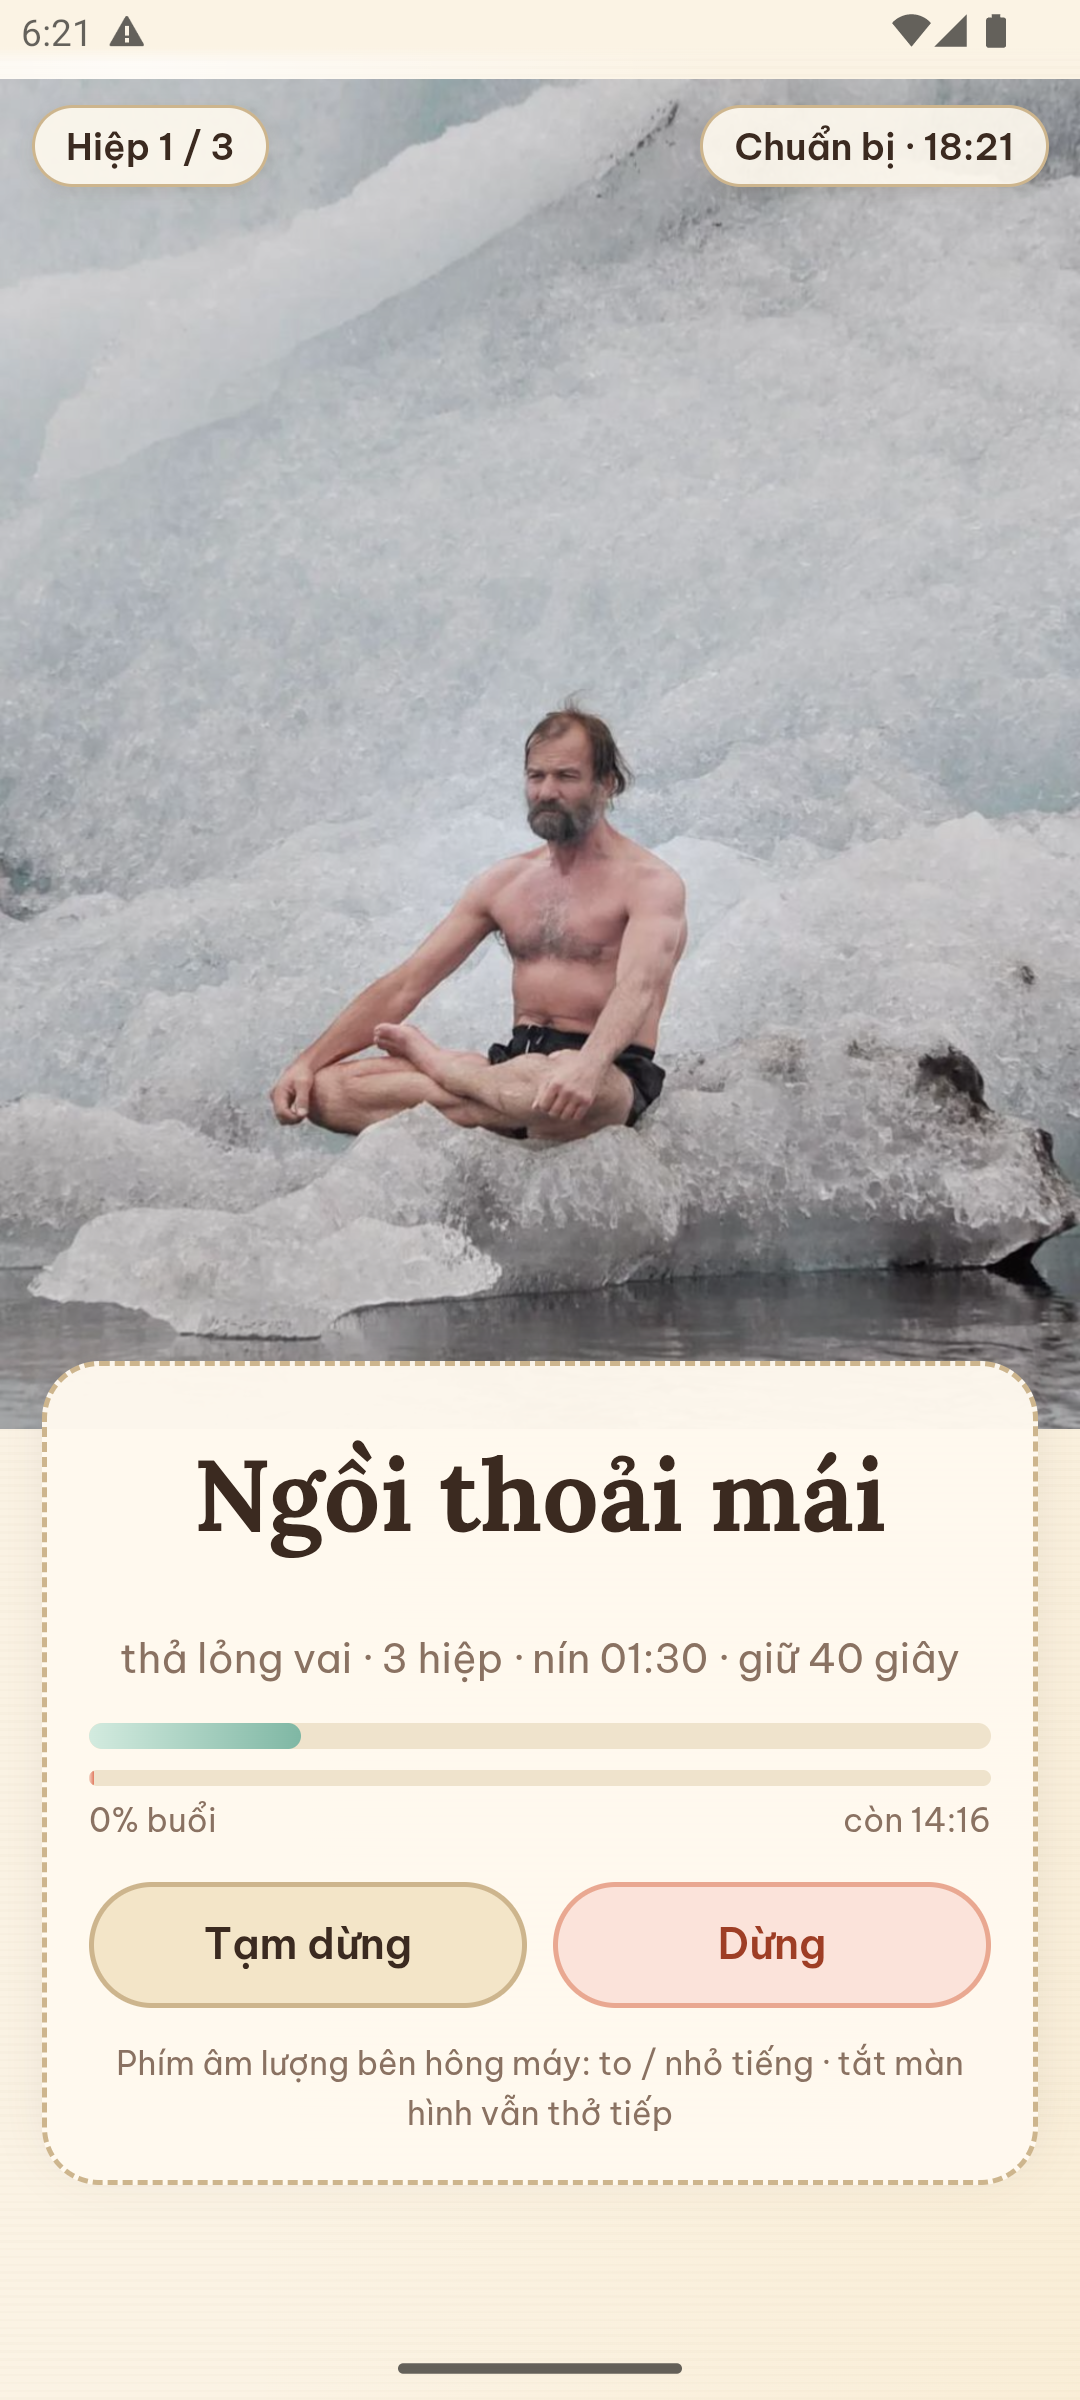 6:21
Hiệp 1 / 3
Chuẩn bị · 18:21
Ngồi thoải mái
thả lỏng vai · 3 hiệp · nín 01:30 · giữ 40 giây
0% buổi
còn 14:16
Tạm dừng
Dừng
Phím âm lượng bên hông máy: to / nhỏ tiếng · tắt màn
hình vẫn thở tiếp